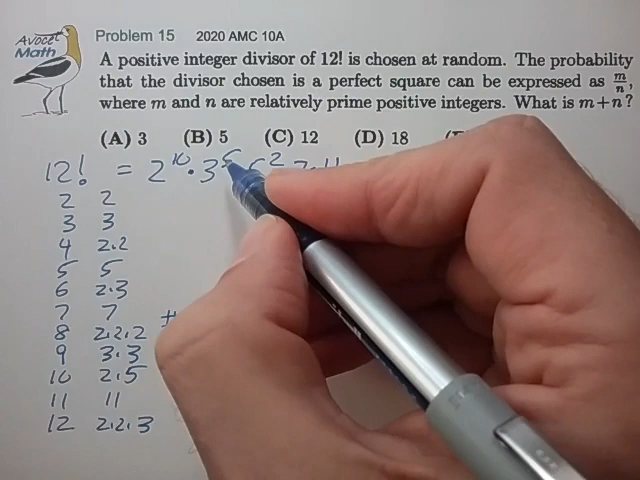 Avocet
Math
Problem 15 2020 AMC 10A
A positive integer divisor of 12! is chosen at random. The probability
that the divisor chosen is a perfect square can be expressed as m/n,
where m and n are relatively prime positive integers. What is m+n?
(A) 3 (B) 5 (C) 12 (D) 18
12! = 2^10 · 3^5
2 2
3 3
4 2·2
5 5
6 2·3
7 7
8 2·2·2
9 3·3
10 2·5
11 11
12 2·2·3